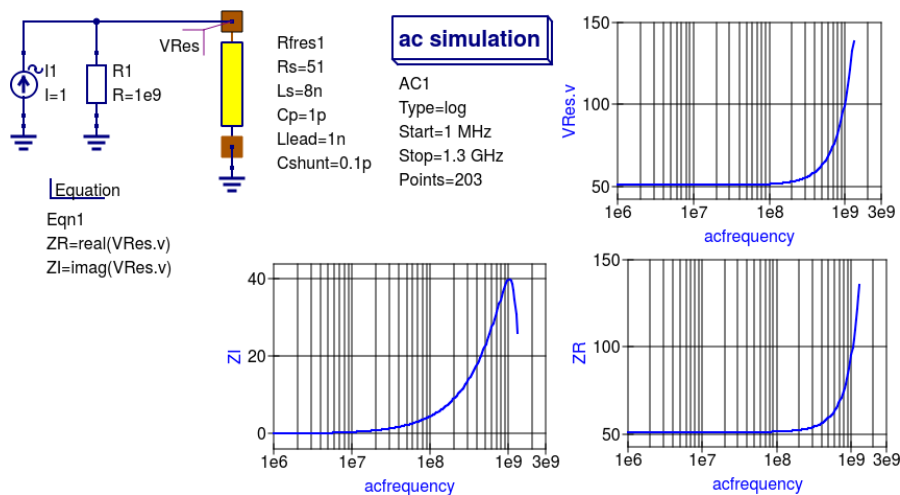 VRes
I1
I=1
R1
R=1e9
Rfres1
Rs=51
Ls=8n
Cp=1p
Llead=1n
Cshunt=0.1p
ac simulation
AC1
Type=log
Start=1 MHz
Stop=1.3 GHz
Points=203
Equation
Eqn1
ZR=real(VRes.v)
ZI=imag(VRes.v)
150
100
50
VRes.v
1e6 1e7 1e8 1e9 3e9
acfrequency
40
20
0
ZI
1e6 1e7 1e8 1e9 3e9
acfrequency
150
100
50
ZR
1e6 1e7 1e8 1e9 3e9
acfrequency